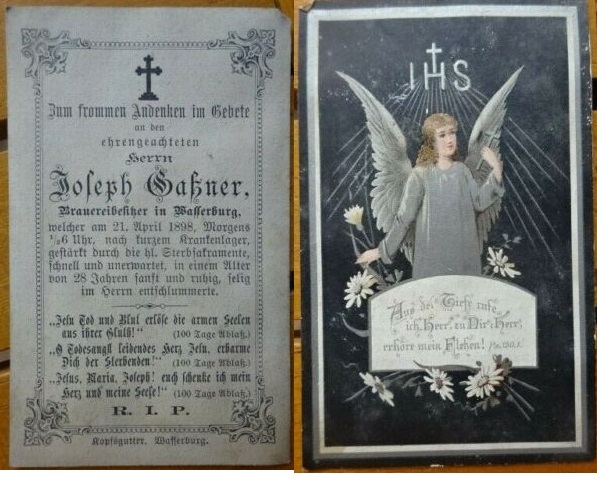 Zum frommen Andenken im Gebete
an den
ehrengeachteten
Herrn
Joseph Gaßner,
Brauereibesitzer in Wasserburg,
welcher am 21. April 1898, Morgens
½6 Uhr, nach kurzem Krankenlager,
gestärkt durch die hl. Sterbsakramente,
schnell und unerwartet, in einem Alter
von 28 Jahren sanft und ruhig, selig
im Herrn entschlummerte.
„Jesu Tod und Blut erlöse die armen Seelen
aus ihrer Gluth!" (100 Tage Ablaß.)
„O Todesangst leidendes Herz Jesu, erbarme
Dich der Sterbenden!" (100 Tage Ablaß.)
„Jesus, Maria, Joseph! euch schenke ich mein
Herz und meine Seele!" (100 Tage Ablaß.)
R. I. P.
Kopfsgutter, Wasserburg.
IHS
Aus der Tiefe rufe
ich, Herr, zu Dir, Herr,
erhöre mein Flehen!